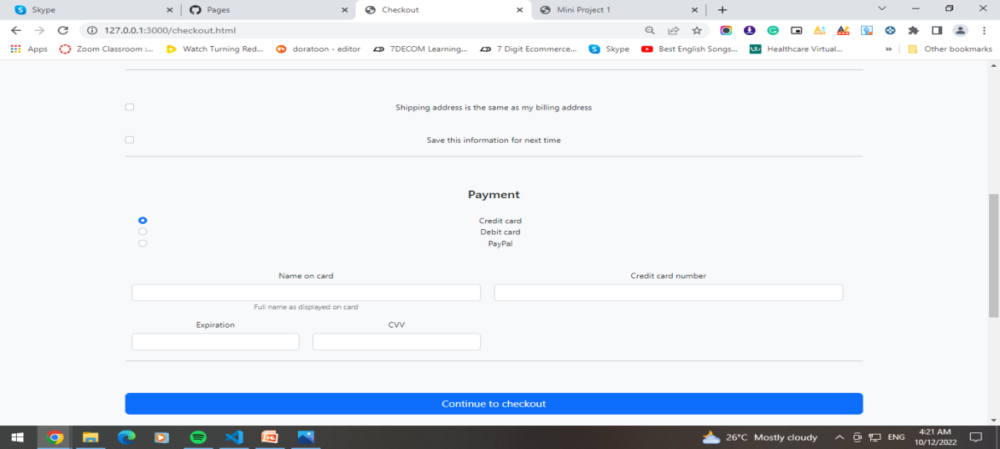 Skype
Pages
Checkout
Mini Project 1
127.0.0.1:3000/checkout.html
Apps
Zoom Classroom :...
Watch Turning Red...
doratoon - editor
7DECOM Learning...
7 Digit Ecommerce...
Skype
Best English Songs...
Healthcare Virtual...
»
Other bookmarks
Shipping address is the same as my billing address
Save this information for next time
Payment
Credit card
Debit card
PayPal
Name on card
Credit card number
Full name as displayed on card
Expiration
CVV
Continue to checkout
26°C Mostly cloudy
ENG
4:21 AM
10/12/2022